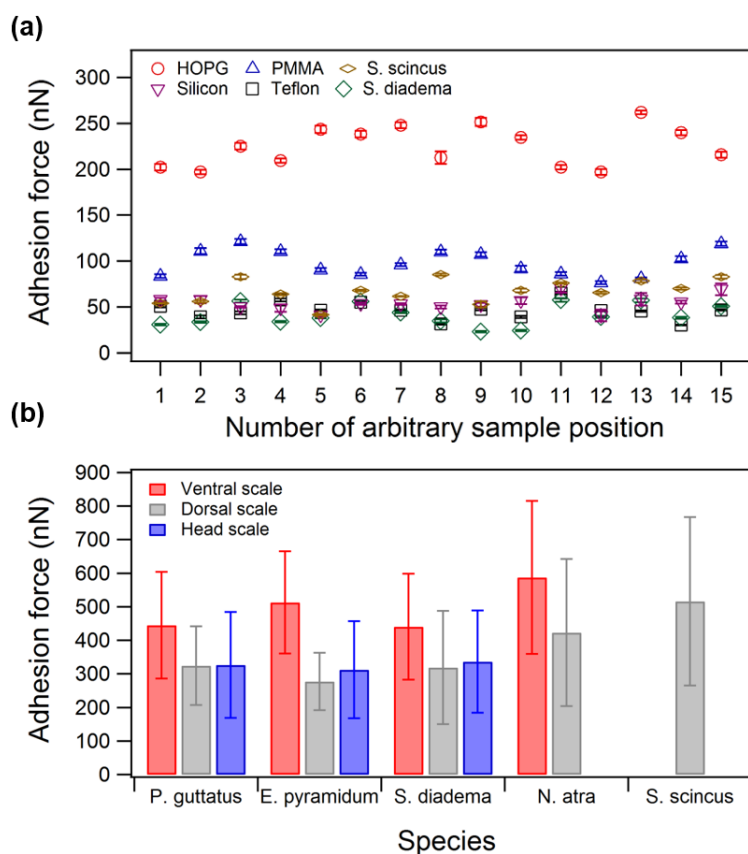 (a)
HOPG PMMA S. scincus
Silicon Teflon S. diadema
Adhesion force (nN)
300
250
200
150
100
50
0
1 2 3 4 5 6 7 8 9 10 11 12 13 14 15
Number of arbitrary sample position
(b)
Ventral scale
Dorsal scale
Head scale
Adhesion force (nN)
900
800
700
600
500
400
300
200
100
0
P. guttatus E. pyramidum S. diadema N. atra S. scincus
Species